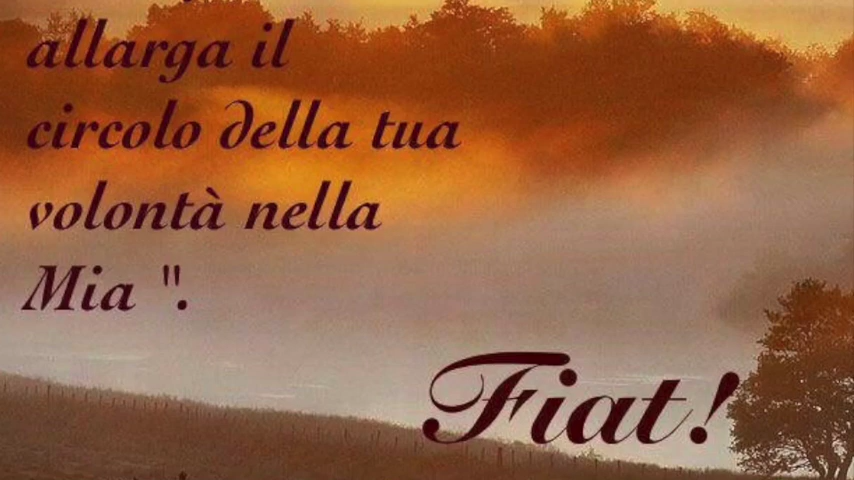 allarga il
circolo della tua
volontà nella
Mia ".
Fiat!